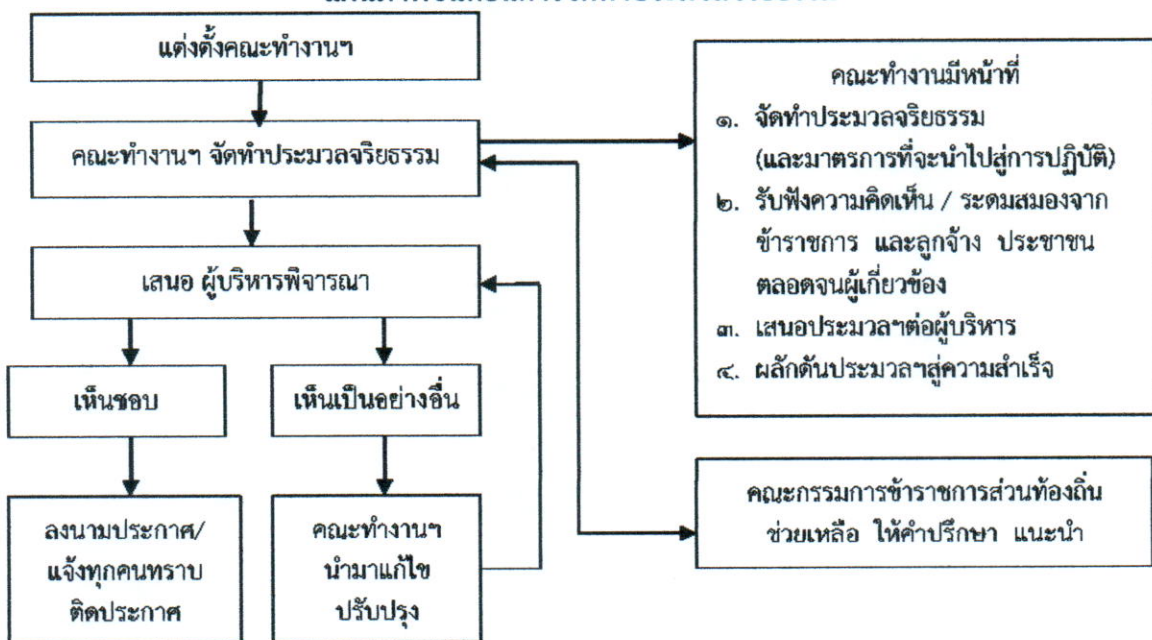 แต่งตั้งคณะทำงานฯ
คณะทำงานฯ จัดทำประมวลจริยธรรม
เสนอ ผู้บริหารพิจารณา
เห็นชอบ
เห็นเป็นอย่างอื่น
ลงนามประกาศ/
แจ้งทุกคนทราบ
ติดประกาศ
คณะทำงานฯ
นำมาแก้ไข
ปรับปรุง
คณะทำงานมีหน้าที่
๑. จัดทำประมวลจริยธรรม
(และมาตรการที่จะนำไปสู่การปฏิบัติ)
๒. รับฟังความคิดเห็น / ระดมสมองจาก
ข้าราชการ และลูกจ้าง ประชาชน
ตลอดจนผู้เกี่ยวข้อง
๓. เสนอประมวลฯต่อผู้บริหาร
๔. ผลักดันประมวลฯสู่ความสำเร็จ
คณะกรรมการข้าราชการส่วนท้องถิ่น
ช่วยเหลือ ให้คำปรึกษา แนะนำ